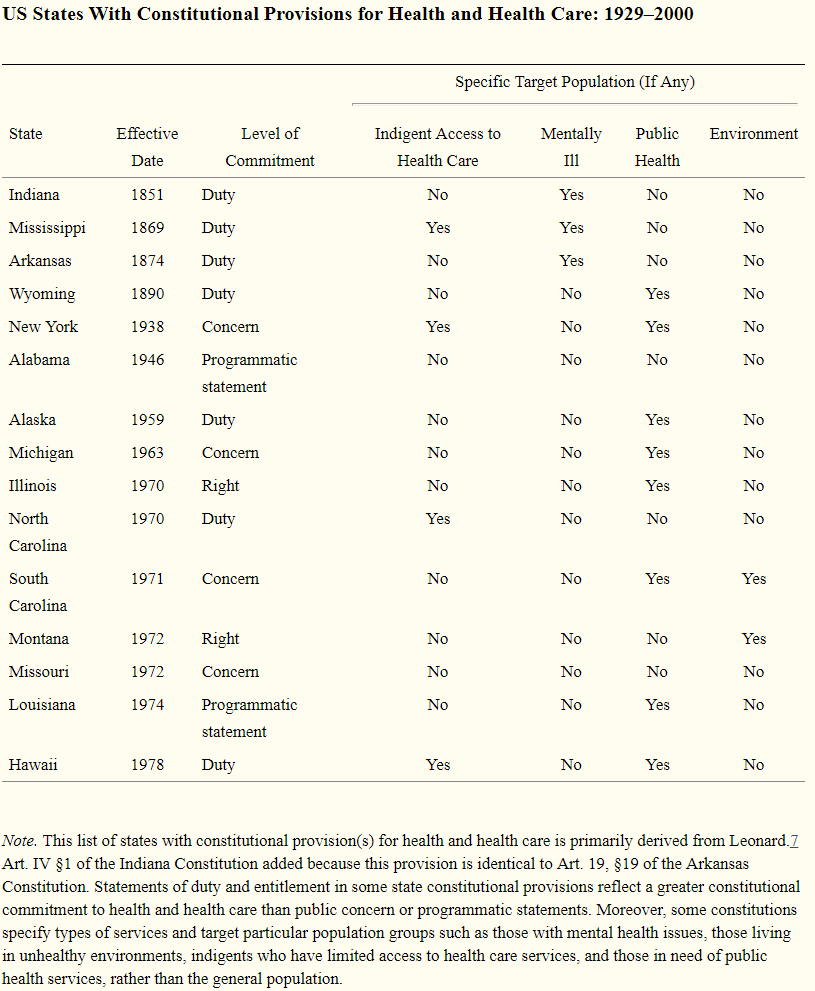 US States With Constitutional Provisions for Health and Health Care: 1929–2000
Specific Target Population (If Any)
State Effective Date Level of Commitment Indigent Access to Health Care Mentally Ill Public Health Environment
Indiana 1851 Duty No Yes No No
Mississippi 1869 Duty Yes Yes No No
Arkansas 1874 Duty No Yes No No
Wyoming 1890 Duty No No Yes No
New York 1938 Concern Yes No Yes No
Alabama 1946 Programmatic statement No No No No
Alaska 1959 Duty No No Yes No
Michigan 1963 Concern No No Yes No
Illinois 1970 Right No No Yes No
North Carolina 1970 Duty Yes No No No
South Carolina 1971 Concern No No Yes Yes
Montana 1972 Right No No No Yes
Missouri 1972 Concern No No No No
Louisiana 1974 Programmatic statement No No Yes No
Hawaii 1978 Duty Yes No Yes No
Note. This list of states with constitutional provision(s) for health and health care is primarily derived from Leonard.7
Art. IV §1 of the Indiana Constitution added because this provision is identical to Art. 19, §19 of the Arkansas
Constitution. Statements of duty and entitlement in some state constitutional provisions reflect a greater constitutional
commitment to health and health care than public concern or programmatic statements. Moreover, some constitutions
specify types of services and target particular population groups such as those with mental health issues, those living
in unhealthy environments, indigents who have limited access to health care services, and those in need of public
health services, rather than the general population.